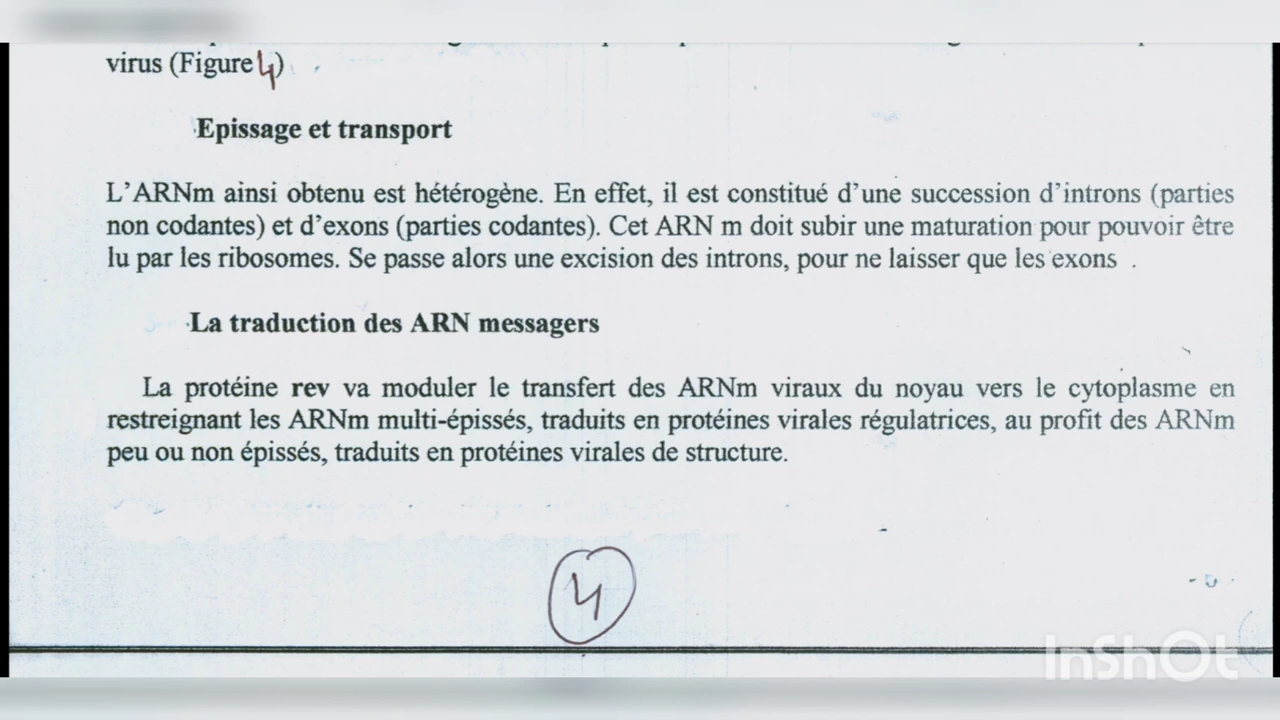 virus (Figure 4)
Epissage et transport
L'ARNm ainsi obtenu est hétérogène. En effet, il est constitué d'une succession d'introns (parties
non codantes) et d'exons (parties codantes). Cet ARN m doit subir une maturation pour pouvoir être
lu par les ribosomes. Se passe alors une excision des introns, pour ne laisser que les exons .
La traduction des ARN messagers
La protéine rev va moduler le transfert des ARNm viraux du noyau vers le cytoplasme en
restreignant les ARNm multi-épissés, traduits en protéines virales régulatrices, au profit des ARNm
peu ou non épissés, traduits en protéines virales de structure.
4
InShOt